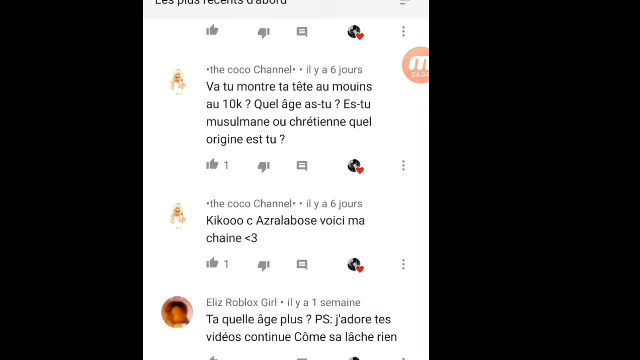 Les plus récents d'abord
•the coco Channel• • il y a 6 jours
Va tu montre ta tête au mouins
au 10k ? Quel âge as-tu ? Es-tu
musulmane ou chrétienne quel
origine est tu ?
1
04:54
•the coco Channel• • il y a 6 jours
Kikooo c Azralabose voici ma
chaine <3
1
Eliz Roblox Girl • il y a 1 semaine
Ta quelle âge plus ? PS: j'adore tes
vidéos continue Côme sa lâche rien